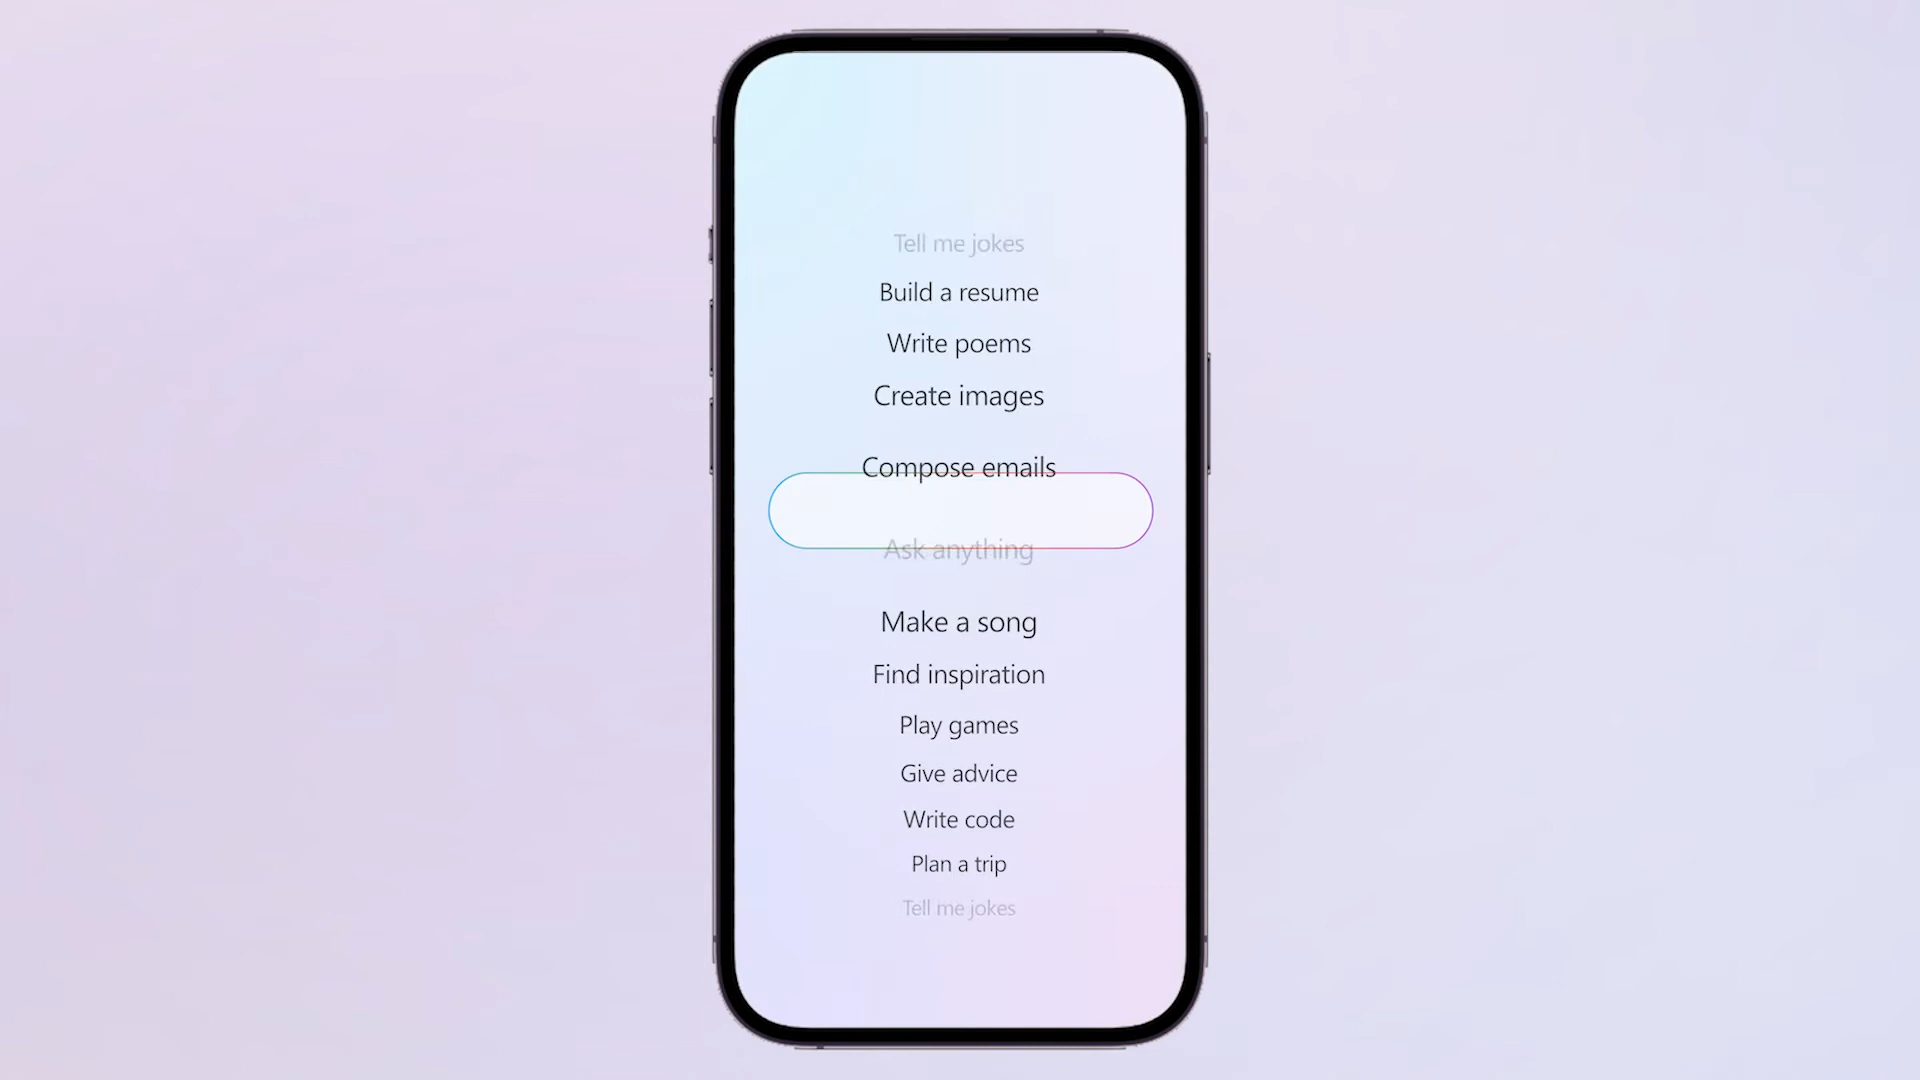 Tell me jokes
Build a resume
Write poems
Create images
Compose emails
Ask anything
Make a song
Find inspiration
Play games
Give advice
Write code
Plan a trip
Tell me jokes